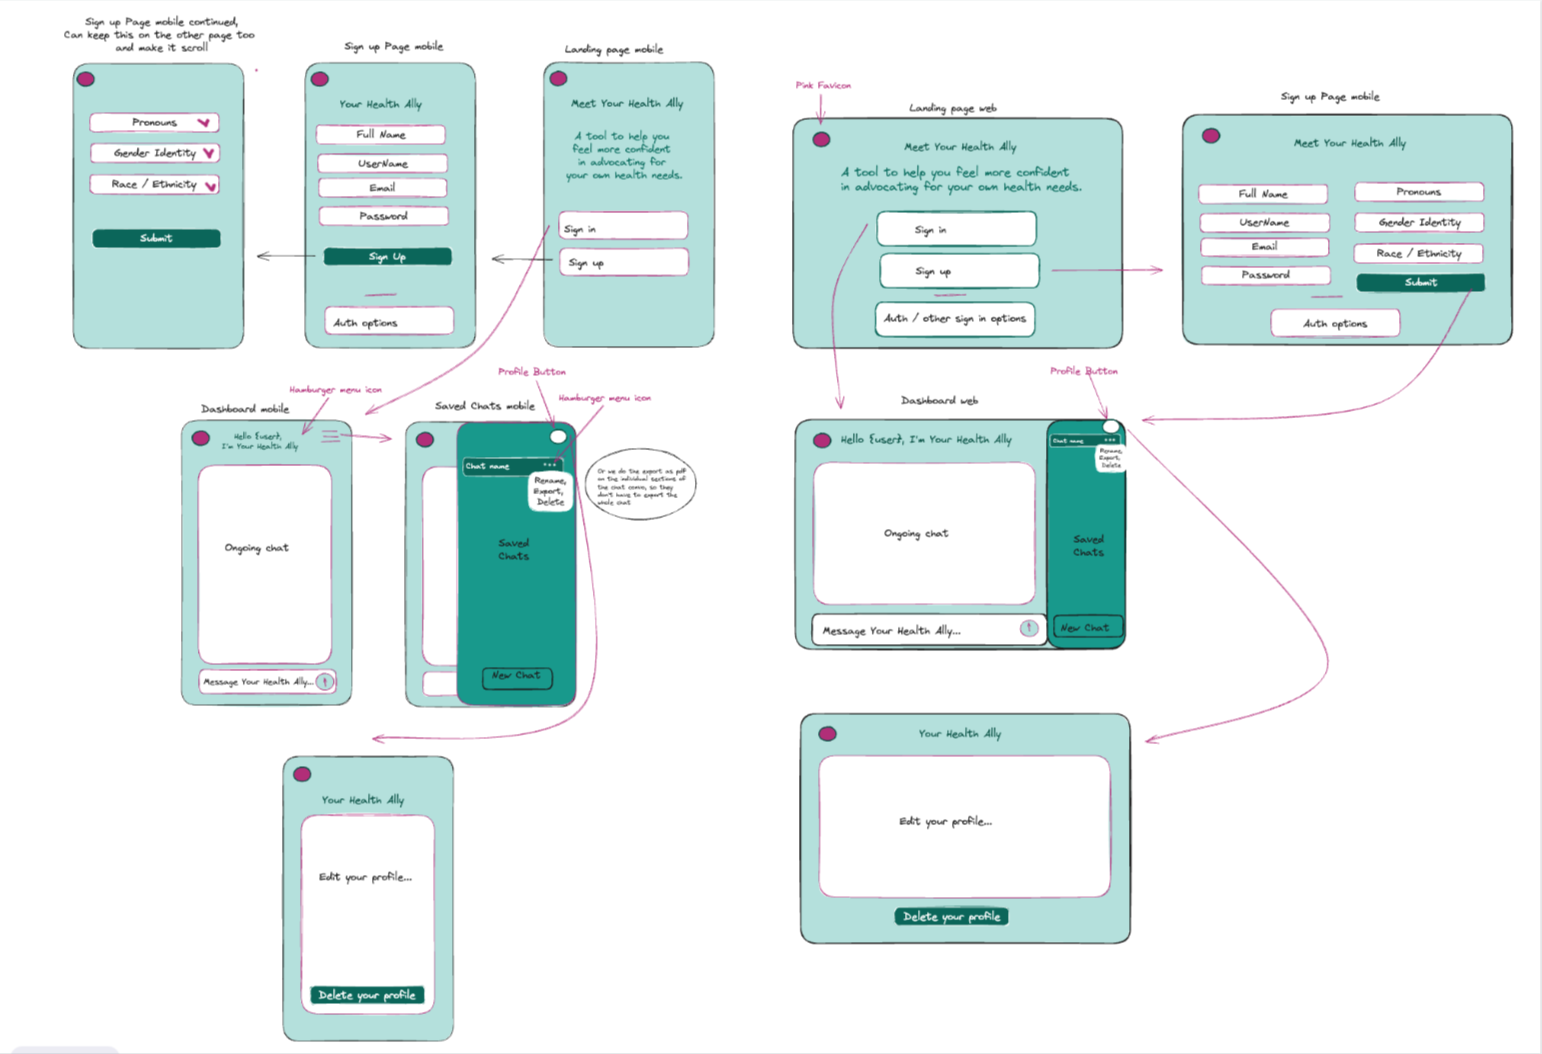 Sign up Page mobile continued,
Can keep this on the other page too
and make it scroll
Pronouns
Gender Identity
Race / Ethnicity
Submit
Sign up Page mobile
Your Health Ally
Full Name
UserName
Email
Password
Sign Up
Auth options
Landing page mobile
Meet Your Health Ally
A tool to help you
feel more confident
in advocating for
your own health needs.
Sign in
Sign up
Pink Favicon
Landing page web
Meet Your Health Ally
A tool to help you feel more confident
in advocating for your own health needs.
Sign in
Sign up
Auth / other sign in options
Sign up Page mobile
Meet Your Health Ally
Full Name
UserName
Email
Password
Pronouns
Gender Identity
Race / Ethnicity
Submit
Auth options
Hamburger menu icon
Dashboard mobile
Hello {user},
I'm Your Health Ally
Ongoing chat
Message Your Health Ally...
Profile Button
Hamburger menu icon
Saved Chats mobile
Chat name
Rename,
Export,
Delete
Saved
Chats
New Chat
Or we do the export as pdf
on the individual sections of
the chat convo, so they
don't have to export the
whole chat
Profile Button
Dashboard web
Hello {user}, I'm Your Health Ally
Ongoing chat
Message Your Health Ally...
Chat name
Rename,
Export,
Delete
Saved
Chats
New Chat
Your Health Ally
Edit your profile...
Delete your profile
Your Health Ally
Edit your profile...
Delete your profile